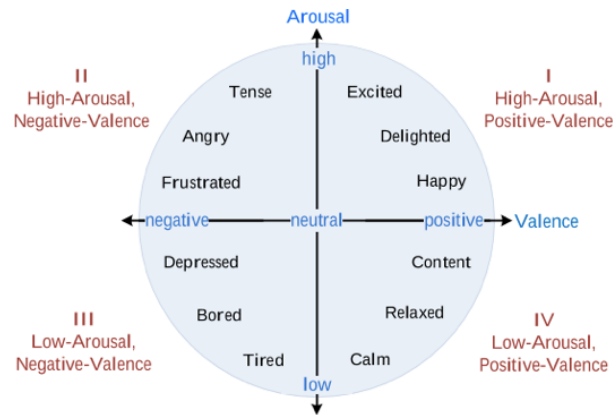 Arousal
high
II
High-Arousal,
Negative-Valence
I
High-Arousal,
Positive-Valence
Tense
Excited
Angry
Delighted
Frustrated
Happy
negative
neutral
positive
Valence
Depressed
Content
Bored
Relaxed
III
Low-Arousal,
Negative-Valence
IV
Low-Arousal,
Positive-Valence
Tired
Calm
low